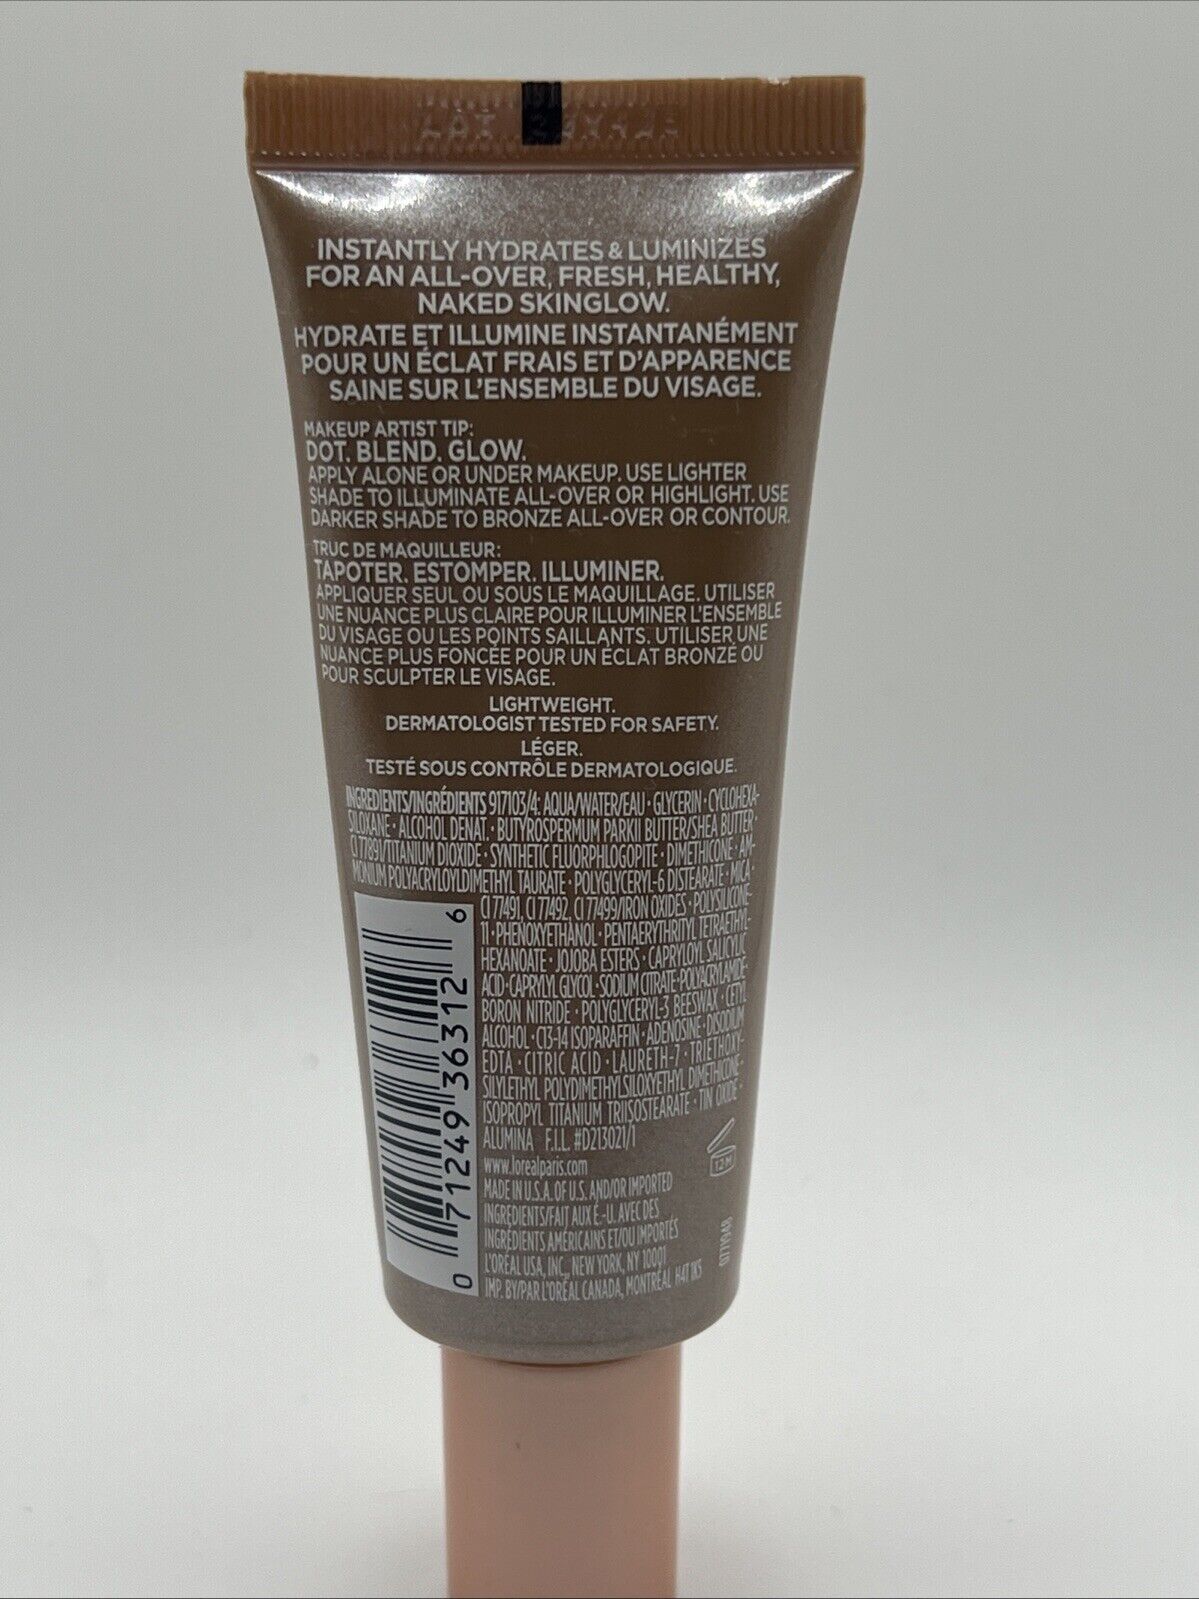 INSTANTLY HYDRATES & LUMINIZES
FOR AN ALL-OVER, FRESH, HEALTHY,
NAKED SKINGLOW.
HYDRATE ET ILLUMINE INSTANTANÉMENT
POUR UN ÉCLAT FRAIS ET D'APPARENCE
SAINE SUR L'ENSEMBLE DU VISAGE.
MAKEUP ARTIST TIP:
DOT. BLEND. GLOW.
APPLY ALONE OR UNDER MAKEUP. USE LIGHTER
SHADE TO ILLUMINATE ALL-OVER OR HIGHLIGHT. USE
DARKER SHADE TO BRONZE ALL-OVER OR CONTOUR.
TRUC DE MAQUILLEUR:
TAPOTER. ESTOMPER. ILLUMINER.
APPLIQUER SEUL OU SOUS LE MAQUILLAGE. UTILISER
UNE NUANCE PLUS CLAIRE POUR ILLUMINER L'ENSEMBLE
DU VISAGE OU LES POINTS SAILLANTS. UTILISER UNE
NUANCE PLUS FONCÉE POUR UN ÉCLAT BRONZÉ OU
POUR SCULPTER LE VISAGE.
LIGHTWEIGHT.
DERMATOLOGIST TESTED FOR SAFETY.
LÉGER.
TESTÉ SOUS CONTRÔLE DERMATOLOGIQUE.
INGREDIENTS/INGRÉDIENTS 917103/4: AQUA/WATER/EAU • GLYCERIN • CYCLOHEXA-
SILOXANE • ALCOHOL DENAT. • BUTYROSPERMUM PARKII BUTTER/SHEA BUTTER •
CI 77891/TITANIUM DIOXIDE • SYNTHETIC FLUORPHLOGOPITE • DIMETHICONE • AM-
MONIUM POLYACRYLOYLDIMETHYL TAURATE • POLYGLYCERYL-6 DISTEARATE • MICA •
CI 77491, CI 77492, CI 77499/IRON OXIDES • POLYSILICONE-
11 • PHENOXYETHANOL • PENTAERYTHRITYL TETRAETHYL-
HEXANOATE • JOJOBA ESTERS • CAPRYLOYL SALICYLIC
ACID • CAPRYLYL GLYCOL • SODIUM CITRATE • POLYACRYLAMIDE •
BORON NITRIDE • POLYGLYCERYL-3 BEESWAX • CETYL
ALCOHOL • C13-14 ISOPARAFFIN • ADENOSINE • DISODIUM
EDTA • CITRIC ACID • LAURETH-7 • TRIETHOXY-
SILYLETHYL POLYDIMETHYLSILOXYETHYL DIMETHICONE •
ISOPROPYL TITANIUM TRIISOSTEARATE • TIN OXIDE •
ALUMINA F.I.L. #D213021/1
www.lorealparis.com
MADE IN U.S.A. OF U.S. AND/OR IMPORTED
INGREDIENTS/FAIT AUX É.-U. AVEC DES
INGRÉDIENTS AMÉRICAINS ET/OU IMPORTÉS
L'ORÉAL USA, INC., NEW YORK, NY 10001
IMP. BY/PAR L'ORÉAL CANADA, MONTRÉAL H4T 1K5
0 71249 36312 6
12M
0771948